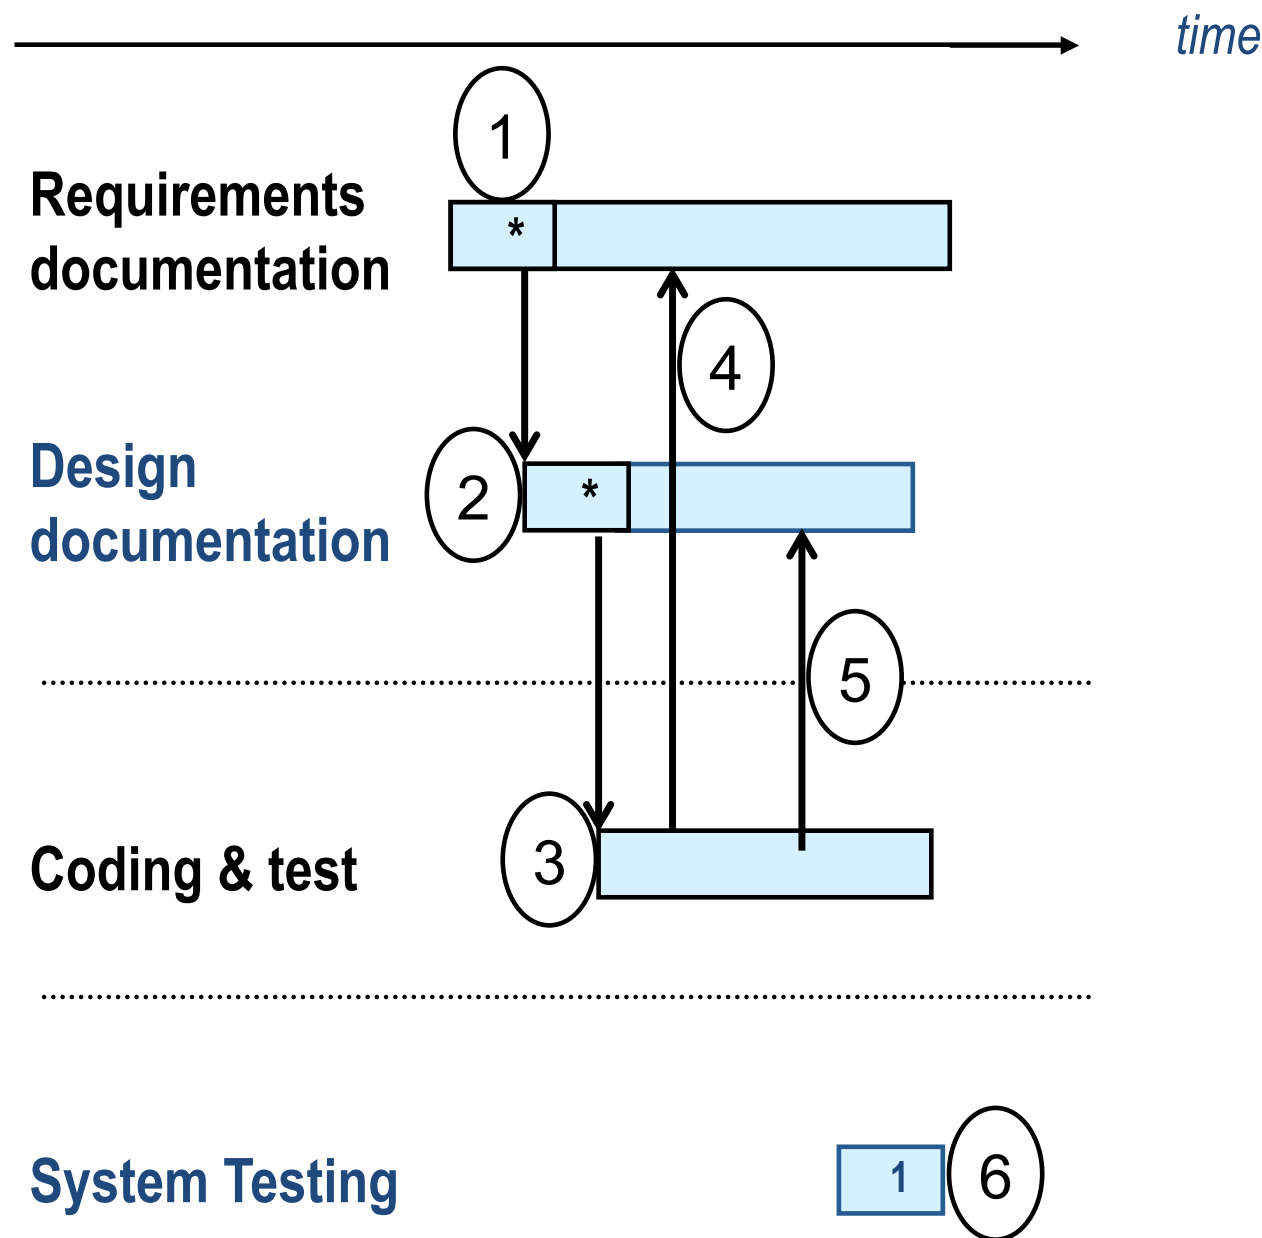 time
1
Requirements
documentation
*
4
Design
documentation
2
*
5
Coding & test
3
System Testing
1
6